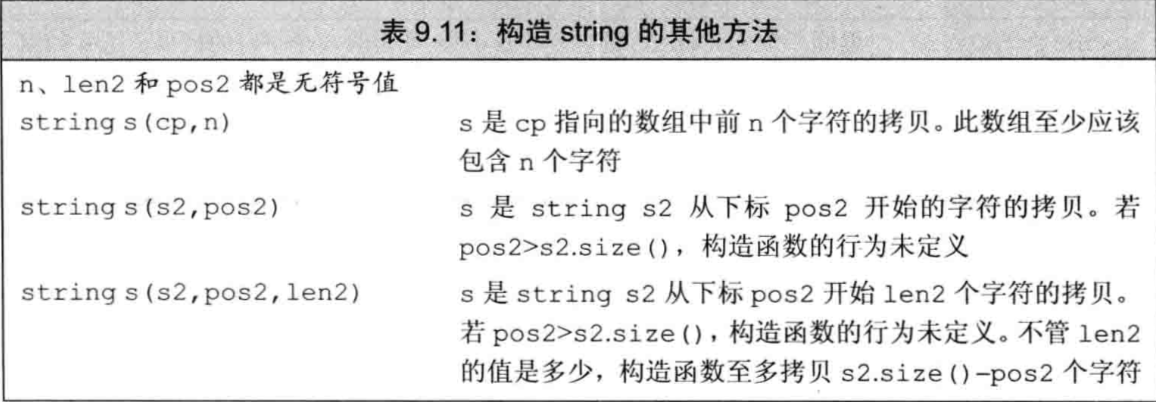 表 9.11：构造 string 的其他方法
n、len2 和 pos2 都是无符号值
string s(cp,n) s 是 cp 指向的数组中前 n 个字符的拷贝。此数组至少应该
包含 n 个字符
string s(s2,pos2) s 是 string s2 从下标 pos2 开始的字符的拷贝。若
pos2>s2.size()，构造函数的行为未定义
string s(s2,pos2,len2) s 是 string s2 从下标 pos2 开始 len2 个字符的拷贝。
若 pos2>s2.size()，构造函数的行为未定义。不管 len2
的值是多少，构造函数至多拷贝 s2.size()–pos2 个字符